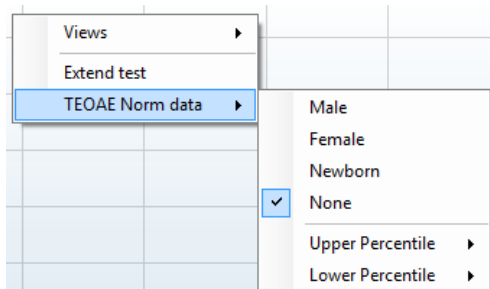 Views
Extend test
TEOAE Norm data
Male
Female
Newborn
None
Upper Percentile
Lower Percentile